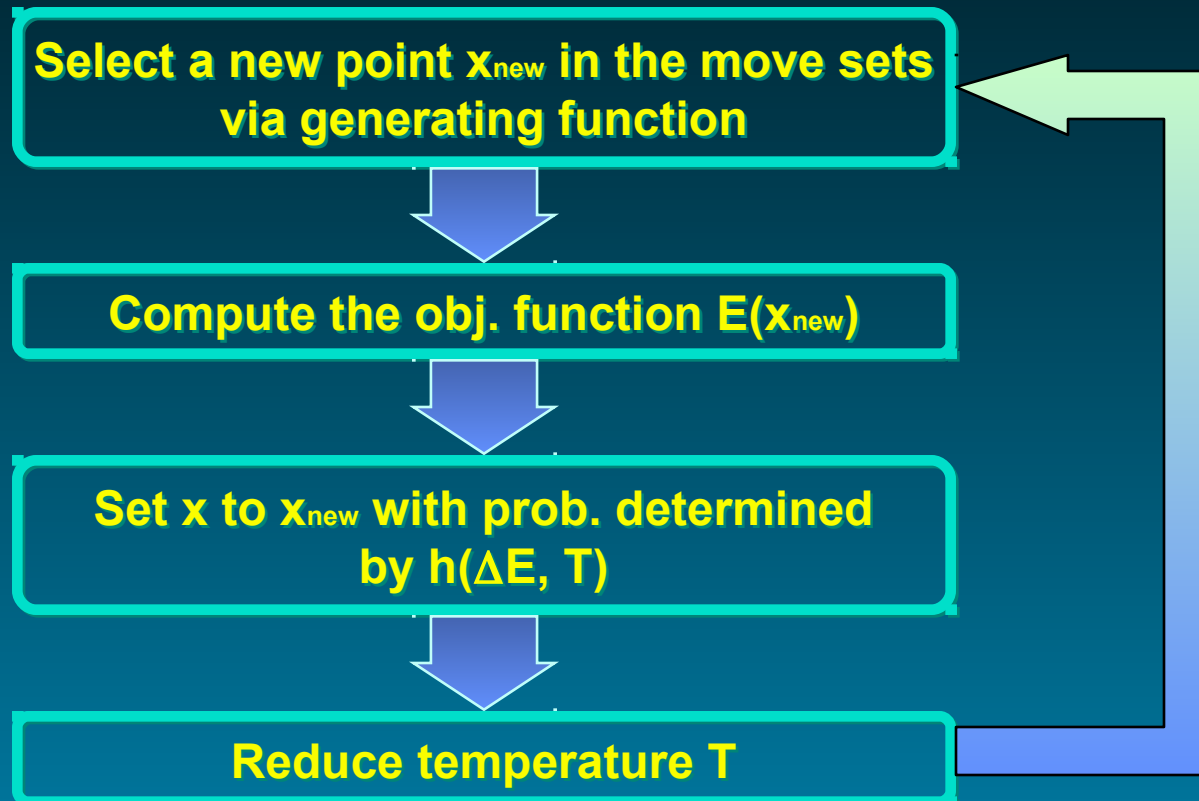 Select a new point xnew in the move sets
via generating function
Compute the obj. function E(xnew)
Set x to xnew with prob. determined
by h(ΔE, T)
Reduce temperature T